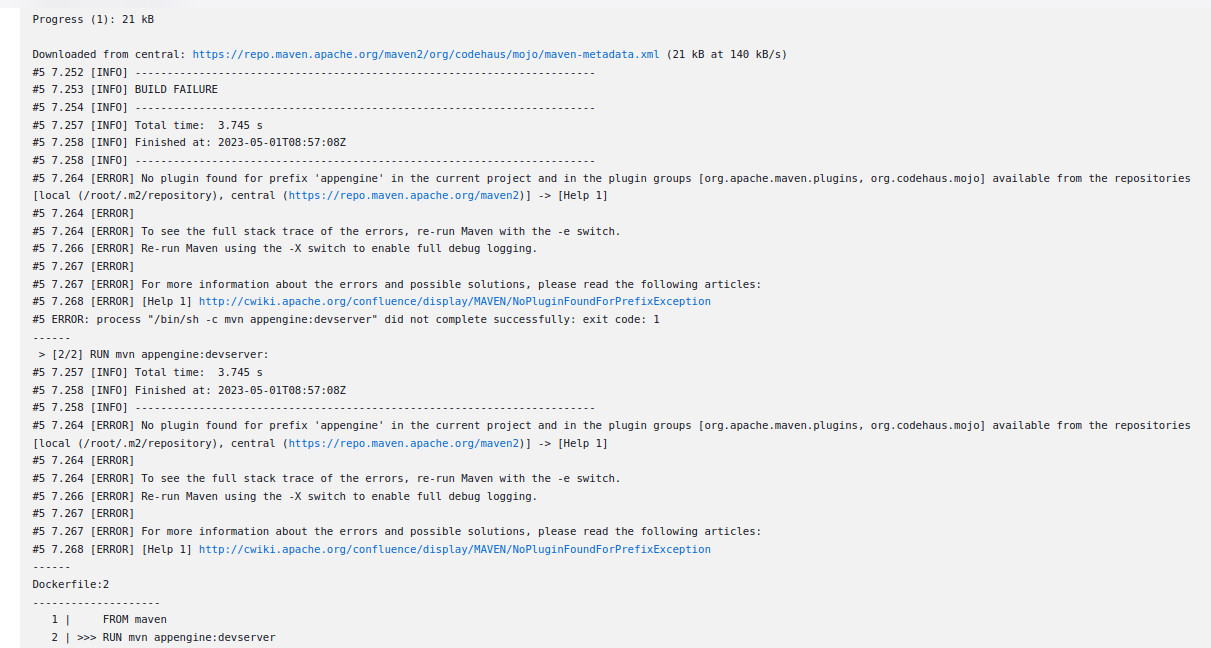 Progress (1): 21 kB
Downloaded from central: https://repo.maven.apache.org/maven2/org/codehaus/mojo/maven-metadata.xml (21 kB at 140 kB/s)
#5 7.252 [INFO] ------------------------------------------------------------------------
#5 7.253 [INFO] BUILD FAILURE
#5 7.254 [INFO] ------------------------------------------------------------------------
#5 7.257 [INFO] Total time:  3.745 s
#5 7.258 [INFO] Finished at: 2023-05-01T08:57:08Z
#5 7.258 [INFO] ------------------------------------------------------------------------
#5 7.264 [ERROR] No plugin found for prefix 'appengine' in the current project and in the plugin groups [org.apache.maven.plugins, org.codehaus.mojo] available from the repositories
[local (/root/.m2/repository), central (https://repo.maven.apache.org/maven2)] -> [Help 1]
#5 7.264 [ERROR]
#5 7.264 [ERROR] To see the full stack trace of the errors, re-run Maven with the -e switch.
#5 7.266 [ERROR] Re-run Maven using the -X switch to enable full debug logging.
#5 7.267 [ERROR]
#5 7.267 [ERROR] For more information about the errors and possible solutions, please read the following articles:
#5 7.268 [ERROR] [Help 1] http://cwiki.apache.org/confluence/display/MAVEN/NoPluginFoundForPrefixException
#5 ERROR: process "/bin/sh -c mvn appengine:devserver" did not complete successfully: exit code: 1
------
 > [2/2] RUN mvn appengine:devserver:
#5 7.257 [INFO] Total time:  3.745 s
#5 7.258 [INFO] Finished at: 2023-05-01T08:57:08Z
#5 7.258 [INFO] ------------------------------------------------------------------------
#5 7.264 [ERROR] No plugin found for prefix 'appengine' in the current project and in the plugin groups [org.apache.maven.plugins, org.codehaus.mojo] available from the repositories
[local (/root/.m2/repository), central (https://repo.maven.apache.org/maven2)] -> [Help 1]
#5 7.264 [ERROR]
#5 7.264 [ERROR] To see the full stack trace of the errors, re-run Maven with the -e switch.
#5 7.266 [ERROR] Re-run Maven using the -X switch to enable full debug logging.
#5 7.267 [ERROR]
#5 7.267 [ERROR] For more information about the errors and possible solutions, please read the following articles:
#5 7.268 [ERROR] [Help 1] http://cwiki.apache.org/confluence/display/MAVEN/NoPluginFoundForPrefixException
------
Dockerfile:2
--------------------
   1 |     FROM maven
   2 | >>> RUN mvn appengine:devserver